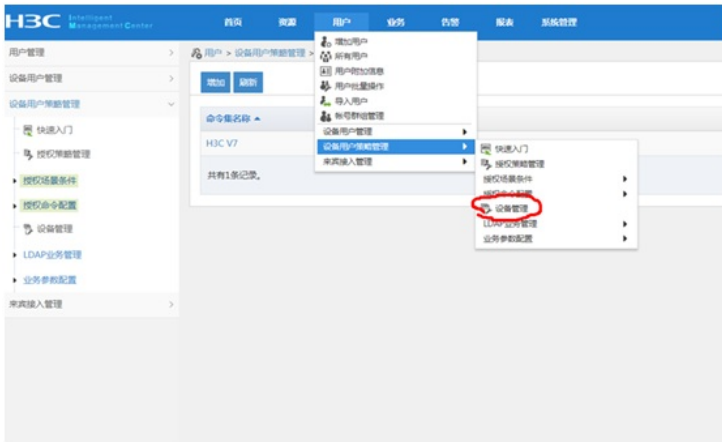 H3C Intelligent Management Center
首页 资源 用户 业务 告警 报表 系统管理
用户管理
设备用户管理
设备用户策略管理
快速入门
授权策略管理
授权场景条件
授权命令配置
设备管理
LDAP业务管理
业务参数配置
来宾接入管理
用户 > 设备用户策略管理 >
增加 刷新
命令集名称
H3C V7
共有1条记录。
增加用户
所有用户
用户附加信息
用户批量操作
导入用户
帐号群组管理
设备用户管理
设备用户策略管理
来宾接入管理
快速入门
授权策略管理
授权场景条件
授权命令配置
设备管理
LDAP业务管理
业务参数配置